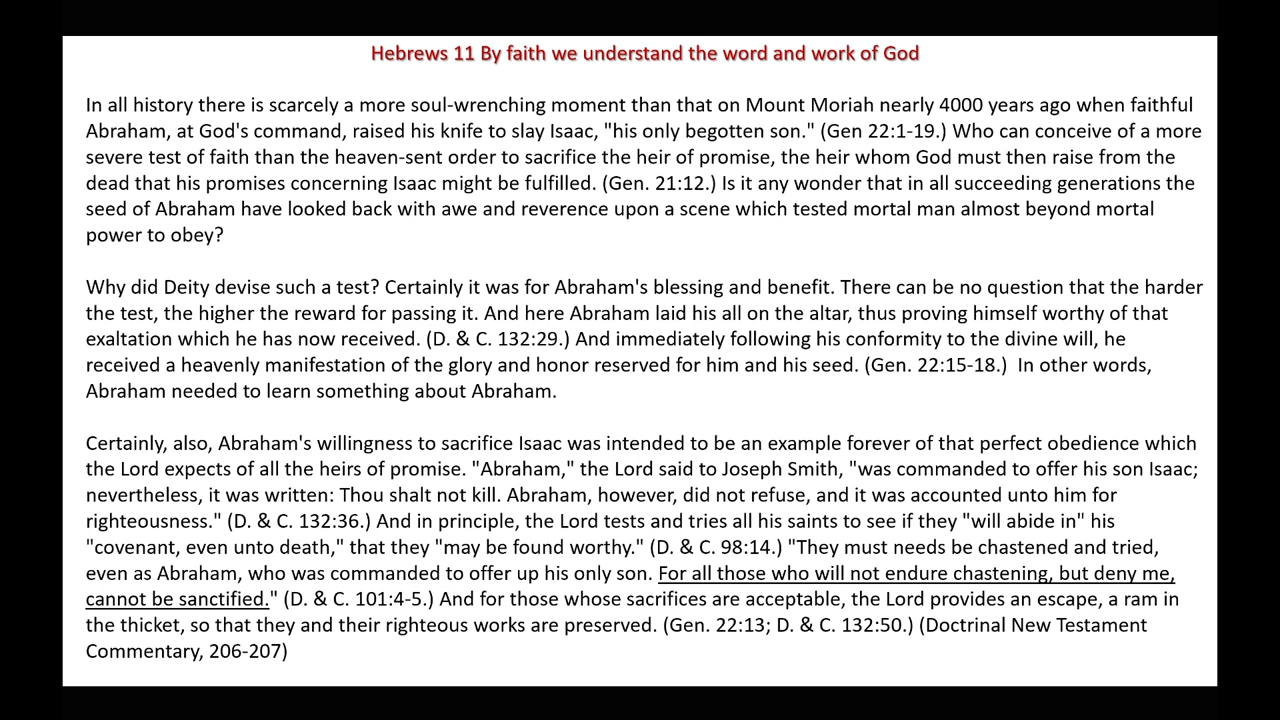 Hebrews 11 By faith we understand the word and work of God
In all history there is scarcely a more soul-wrenching moment than that on Mount Moriah nearly 4000 years ago when faithful
Abraham, at God's command, raised his knife to slay Isaac, "his only begotten son." (Gen 22:1-19.) Who can conceive of a more
severe test of faith than the heaven-sent order to sacrifice the heir of promise, the heir whom God must then raise from the
dead that his promises concerning Isaac might be fulfilled. (Gen. 21:12.) Is it any wonder that in all succeeding generations the
seed of Abraham have looked back with awe and reverence upon a scene which tested mortal man almost beyond mortal
power to obey?
Why did Deity devise such a test? Certainly it was for Abraham's blessing and benefit. There can be no question that the harder
the test, the higher the reward for passing it. And here Abraham laid his all on the altar, thus proving himself worthy of that
exaltation which he has now received. (D. & C. 132:29.) And immediately following his conformity to the divine will, he
received a heavenly manifestation of the glory and honor reserved for him and his seed. (Gen. 22:15-18.)  In other words,
Abraham needed to learn something about Abraham.
Certainly, also, Abraham's willingness to sacrifice Isaac was intended to be an example forever of that perfect obedience which
the Lord expects of all the heirs of promise. "Abraham," the Lord said to Joseph Smith, "was commanded to offer his son Isaac;
nevertheless, it was written: Thou shalt not kill. Abraham, however, did not refuse, and it was accounted unto him for
righteousness." (D. & C. 132:36.) And in principle, the Lord tests and tries all his saints to see if they "will abide in" his
"covenant, even unto death," that they "may be found worthy." (D. & C. 98:14.) "They must needs be chastened and tried,
even as Abraham, who was commanded to offer up his only son. For all those who will not endure chastening, but deny me,
cannot be sanctified." (D. & C. 101:4-5.) And for those whose sacrifices are acceptable, the Lord provides an escape, a ram in
the thicket, so that they and their righteous works are preserved. (Gen. 22:13; D. & C. 132:50.) (Doctrinal New Testament
Commentary, 206-207)